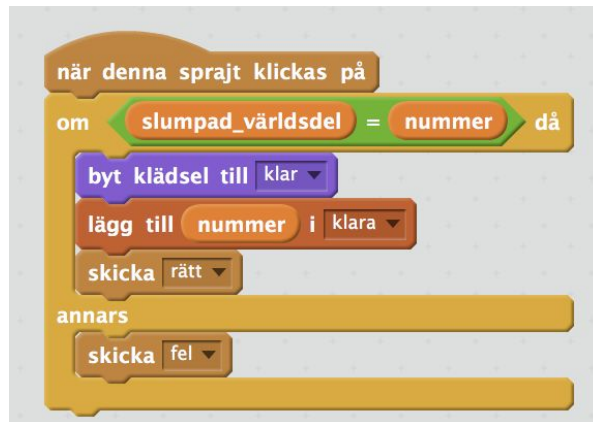 när denna sprajt klickas på
om slumpad_världsdel = nummer då
byt klädsel till klar
lägg till nummer i klara
skicka rätt
annars
skicka fel